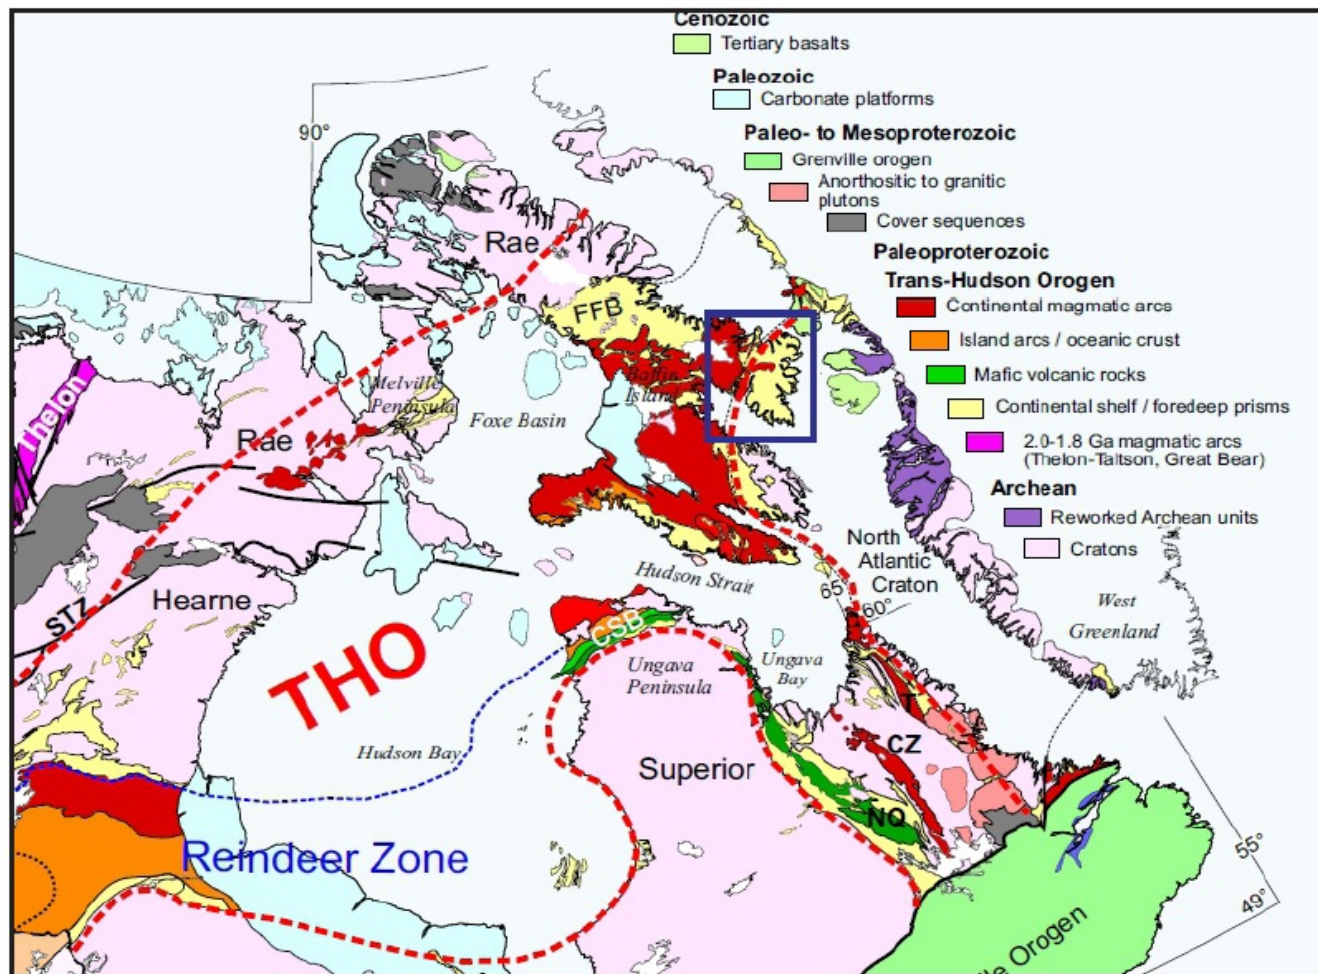 Cenozoic
Tertiary basalts
Paleozoic
Carbonate platforms
90°
Paleo- to Mesoproterozoic
Grenville orogen
Anorthositic to granitic
plutons
Cover sequences
Paleoproterozoic
Trans-Hudson Orogen
Continental magmatic arcs
Island arcs / oceanic crust
Mafic volcanic rocks
Continental shelf / foredeep prisms
2.0-1.8 Ga magmatic arcs
(Thelon-Taltson, Great Bear)
Archean
Reworked Archean units
Cratons
Rae
FFB
Baffin
Island
Melville
Peninsula
Foxe Basin
Thelon
Rae
North
Atlantic
Craton
Hudson Strait
65°
60°
West
Greenland
STZ
Hearne
THO
CSB
Ungava
Peninsula
Ungava
Bay
T
CZ
Hudson Bay
Superior
NQ
Reindeer Zone
55°
49°
ville Orogen